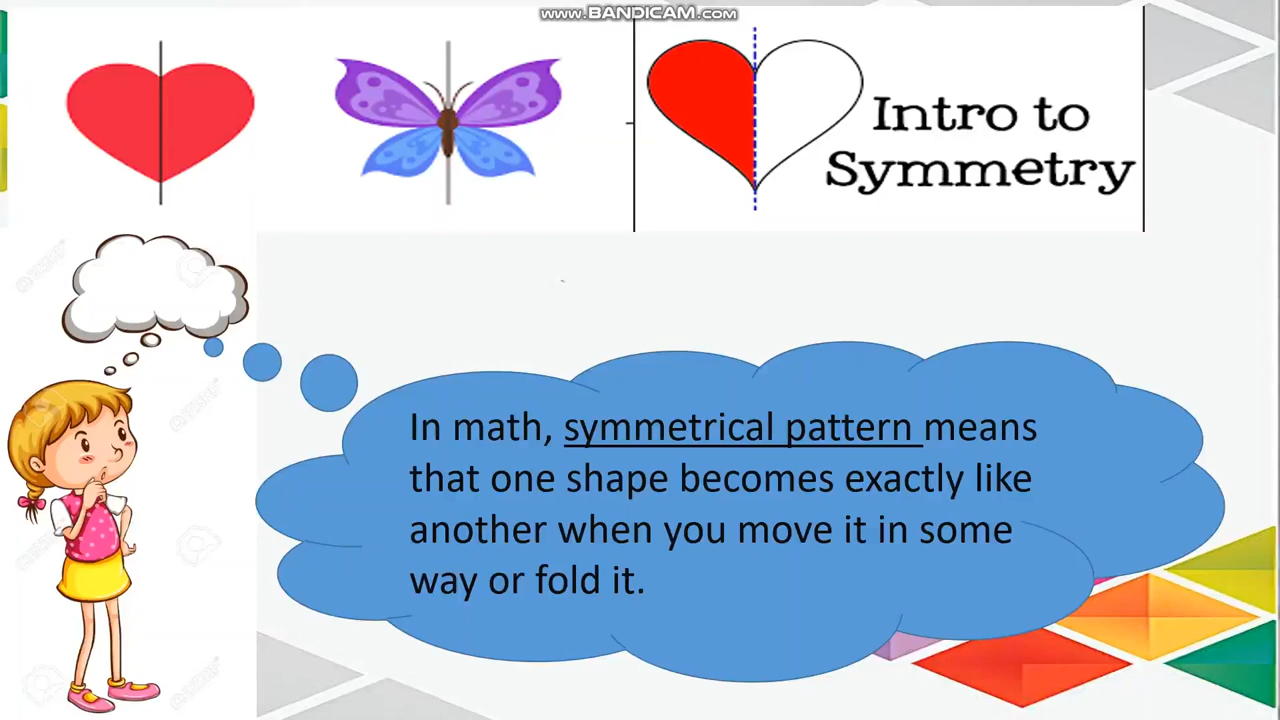 www.BANDICAM.com
Intro to
Symmetry
In math, symmetrical pattern means
that one shape becomes exactly like
another when you move it in some
way or fold it.